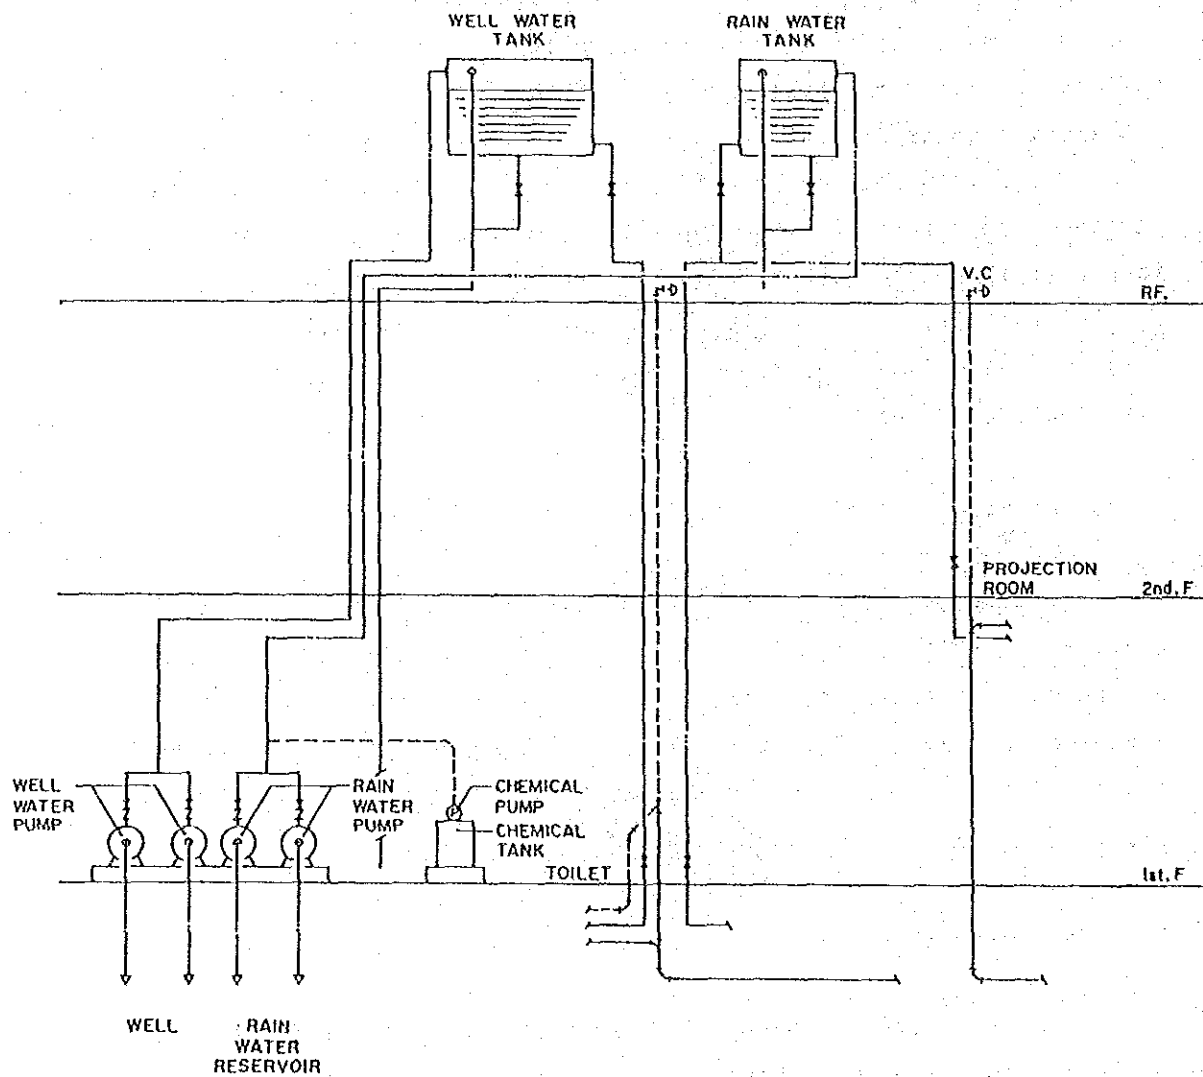 WELL WATER
TANK
RAIN WATER
TANK
V.C
RF.
PROJECTION
ROOM
2nd, F
WELL
WATER
PUMP
RAIN
WATER
PUMP
CHEMICAL
PUMP
CHEMICAL
TANK
TOILET
1st, F
WELL
RAIN
WATER
RESERVOIR